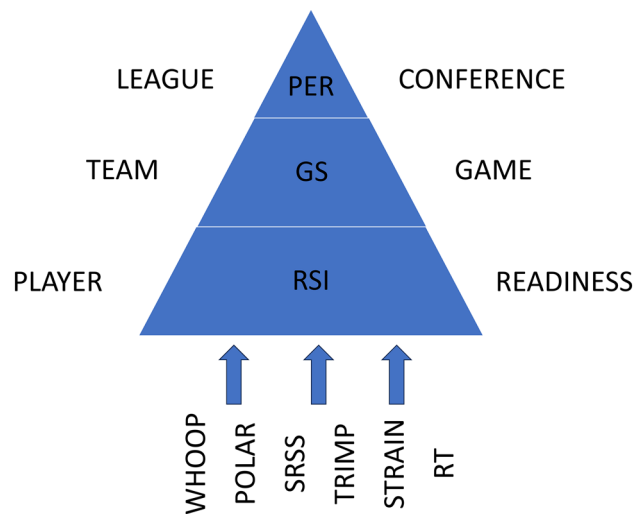 LEAGUE PER CONFERENCE
TEAM GS GAME
PLAYER RSI READINESS
WHOOP
POLAR
SRSS
TRIMP
STRAIN
RT